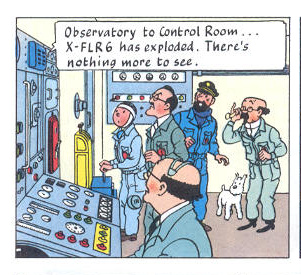 Observatory to Control Room ...
X-FLR6 has exploded. There's
nothing more to see.